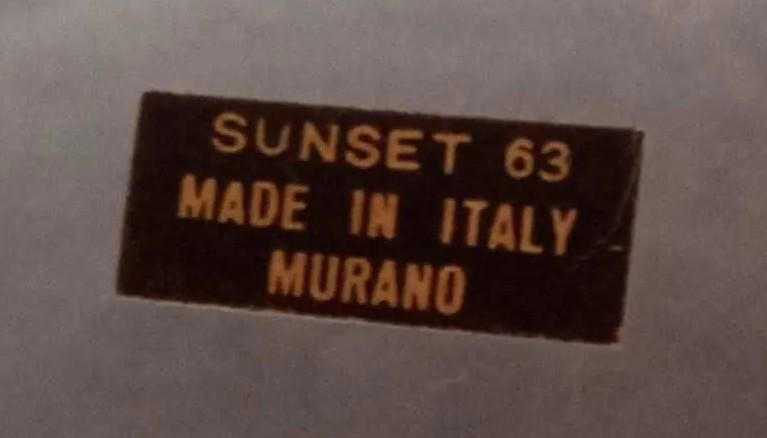 SUNSET 63
MADE IN ITALY
MURANO